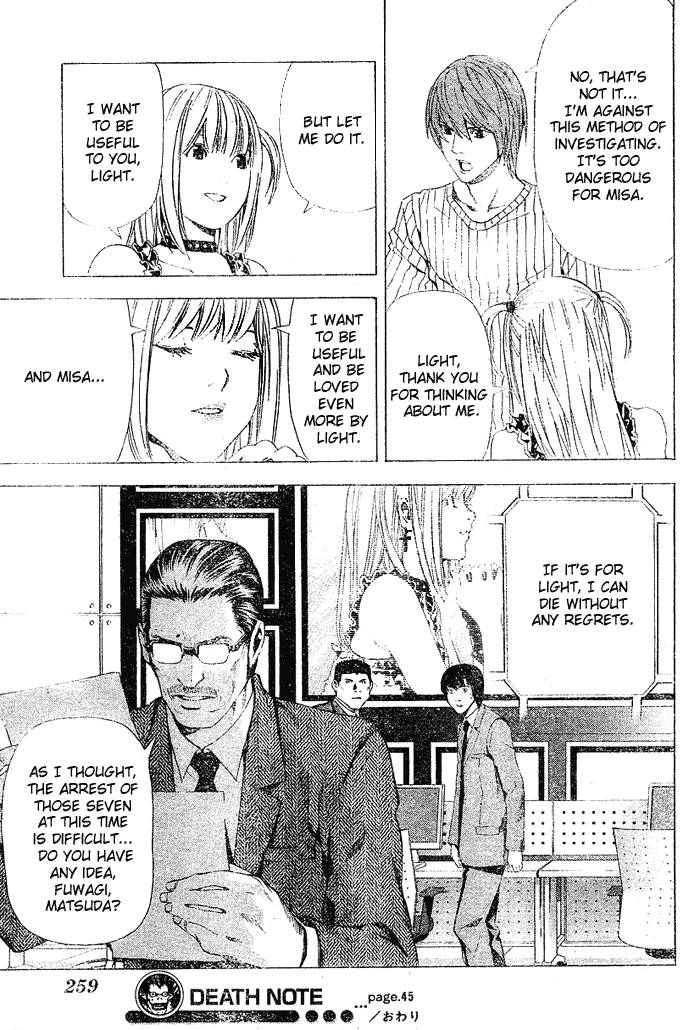 NO, THAT'S
NOT IT...
I'M AGAINST
THIS METHOD OF
INVESTIGATING.
IT'S TOO
DANGEROUS
FOR MISA.
LIGHT,
THANK YOU
FOR THINKING
ABOUT ME.
BUT LET
ME DO IT.
I WANT
TO BE
USEFUL
TO YOU,
LIGHT.
I WANT
TO BE
USEFUL
AND BE
LOVED
EVEN
MORE BY
LIGHT.
AND MISA...
IF IT'S FOR
LIGHT, I CAN
DIE WITHOUT
ANY REGRETS.
AS I THOUGHT,
THE ARREST OF
THOSE SEVEN
AT THIS TIME
IS DIFFICULT...
DO YOU HAVE
ANY IDEA,
FUWAGI,
MATSUDA?
259
DEATH NOTE
...page.45
／おわり